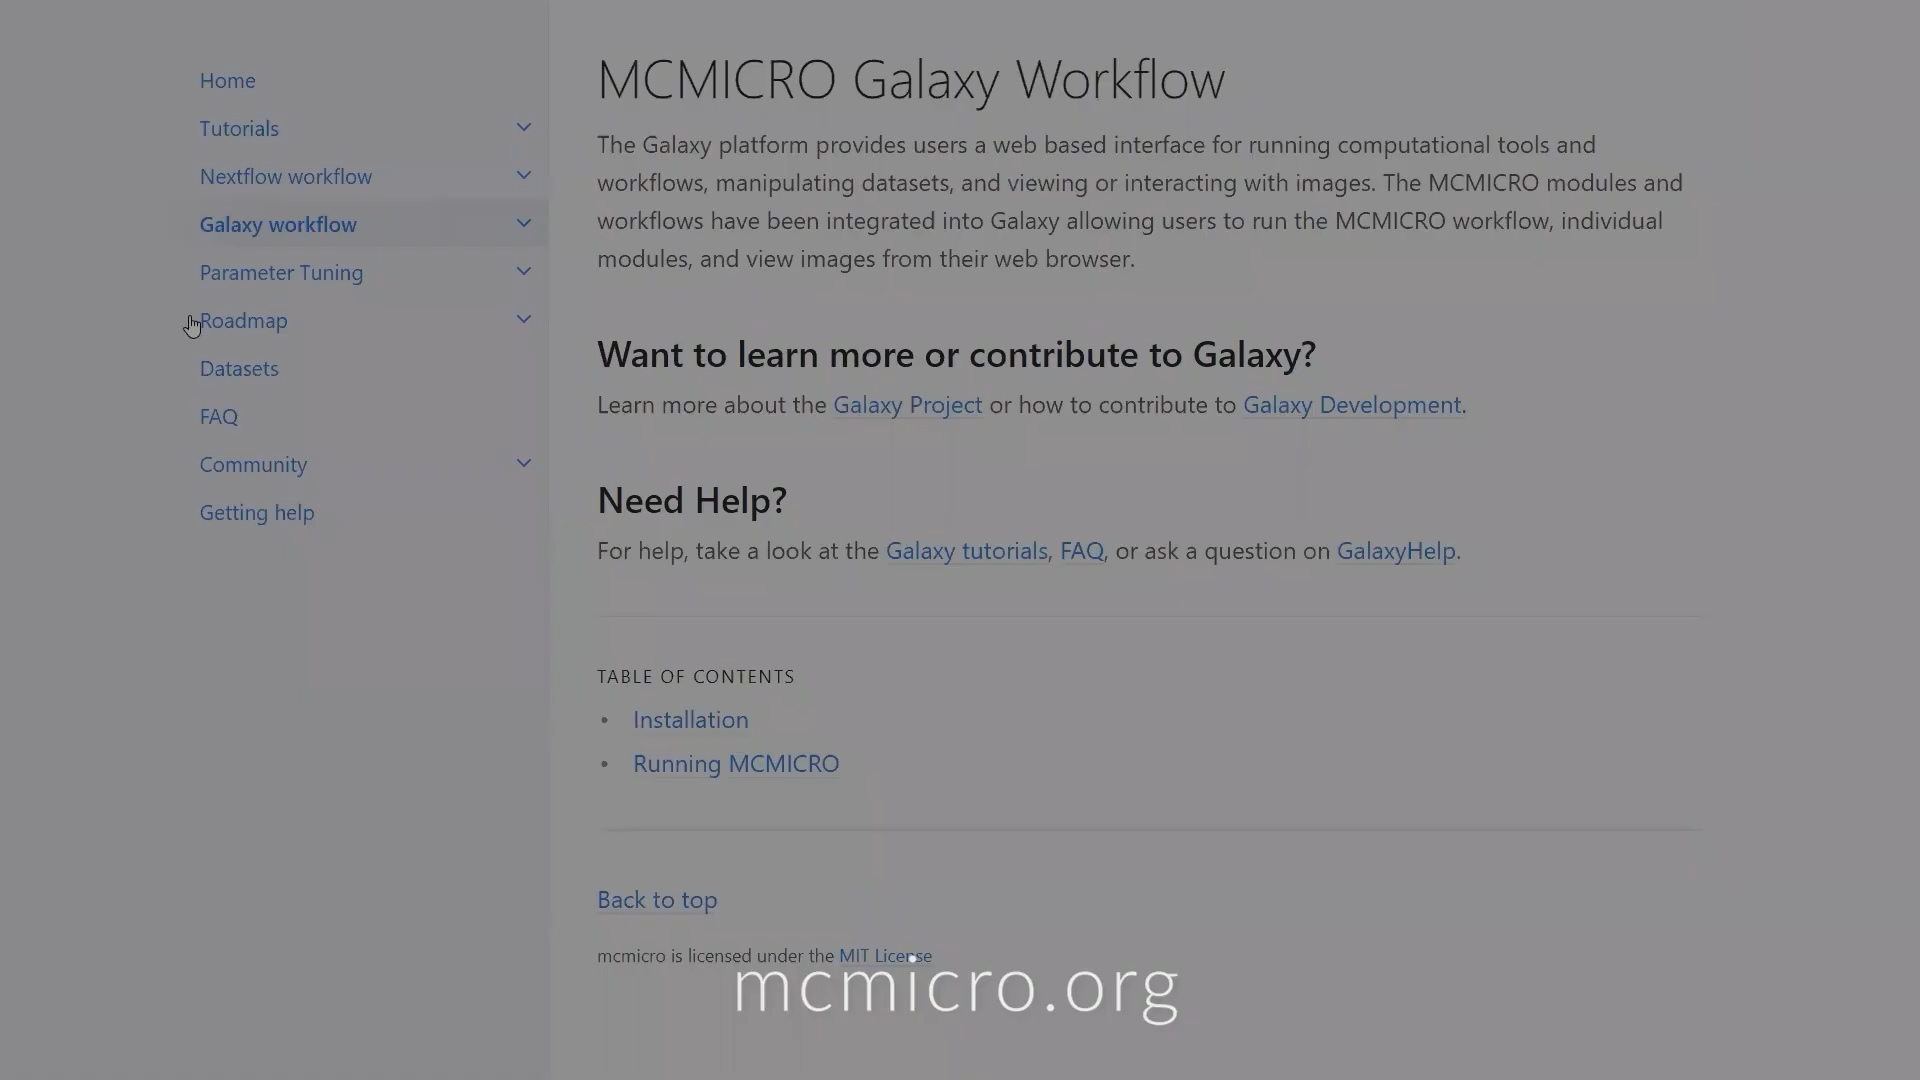 Home
Tutorials
Nextflow workflow
Galaxy workflow
Parameter Tuning
Roadmap
Datasets
FAQ
Community
Getting help
MCMICRO Galaxy Workflow
The Galaxy platform provides users a web based interface for running computational tools and
workflows, manipulating datasets, and viewing or interacting with images. The MCMICRO modules and
workflows have been integrated into Galaxy allowing users to run the MCMICRO workflow, individual
modules, and view images from their web browser.
Want to learn more or contribute to Galaxy?
Learn more about the Galaxy Project or how to contribute to Galaxy Development.
Need Help?
For help, take a look at the Galaxy tutorials, FAQ, or ask a question on GalaxyHelp.
TABLE OF CONTENTS
• Installation
• Running MCMICRO
Back to top
mcmicro is licensed under the MIT License
mcmicro.org